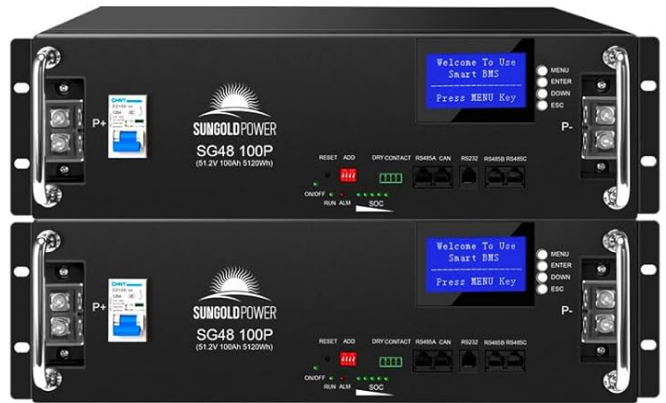 Welcome To Use
Smart BMS
Press MENU Key
MENU
ENTER
DOWN
ESC
P+
CHNT
SUNGOLDPOWER
SG48 100P
(51.2V 100Ah 5120Wh)
P-
RESET ADD DRY CONTACT RS485A CAN RS232 RS485B RS485C
ON/OFF
RUN ALM SOC
Welcome To Use
Smart BMS
Press MENU Key
MENU
ENTER
DOWN
ESC
P+
CHNT
SUNGOLDPOWER
SG48 100P
(51.2V 100Ah 5120Wh)
P-
RESET ADD DRY CONTACT RS485A CAN RS232 RS485B RS485C
ON/OFF
RUN ALM SOC